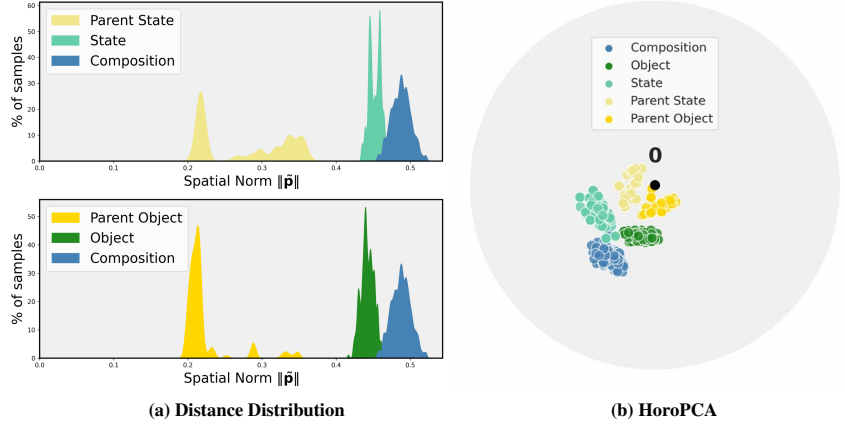 60
50
40
30
20
10
0
% of samples
Parent State
State
Composition
0.0
0.1
0.2
0.3
0.4
0.5
Spatial Norm ‖p̃‖
50
40
30
20
10
0
% of samples
Parent Object
Object
Composition
0.0
0.1
0.2
0.3
0.4
0.5
Spatial Norm ‖p̃‖
(a) Distance Distribution
Composition
Object
State
Parent State
Parent Object
0
(b) HoroPCA